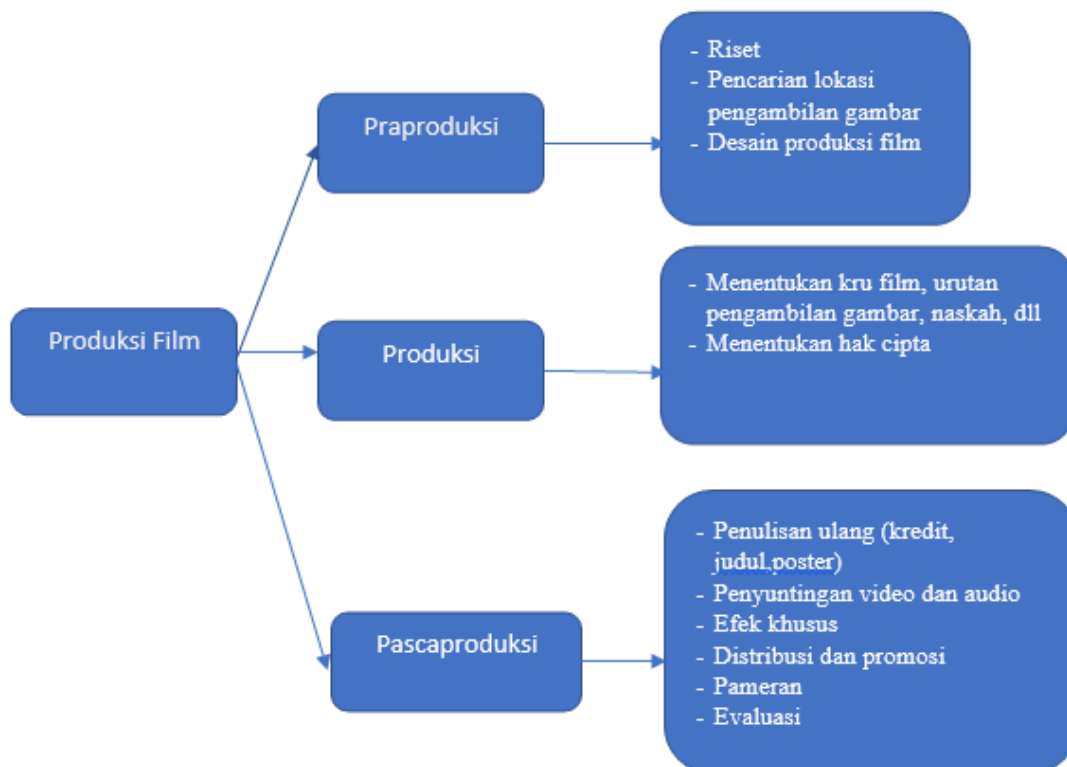 Produksi Film
Praproduksi
- Riset
- Pencarian lokasi
pengambilan gambar
- Desain produksi film
Produksi
- Menentukan kru film, urutan
pengambilan gambar, naskah, dll
- Menentukan hak cipta
Pascaproduksi
- Penulisan ulang (kredit,
judul,poster)
- Penyuntingan video dan audio
- Efek khusus
- Distribusi dan promosi
- Pameran
- Evaluasi